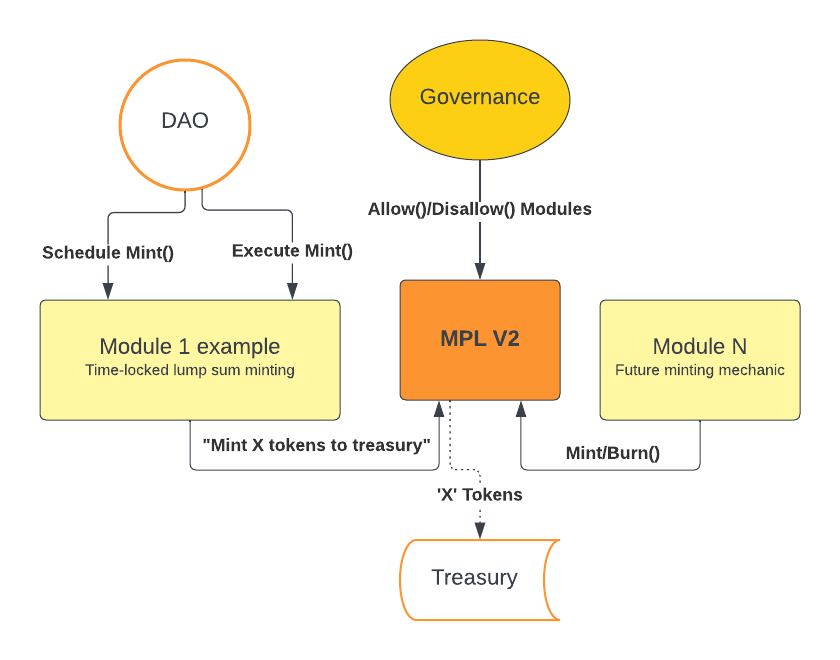 DAO
Governance
Allow()/Disallow() Modules
Schedule Mint()
Execute Mint()
Module 1 example
Time-locked lump sum minting
MPL V2
Module N
Future minting mechanic
"Mint X tokens to treasury"
Mint/Burn()
'X' Tokens
Treasury